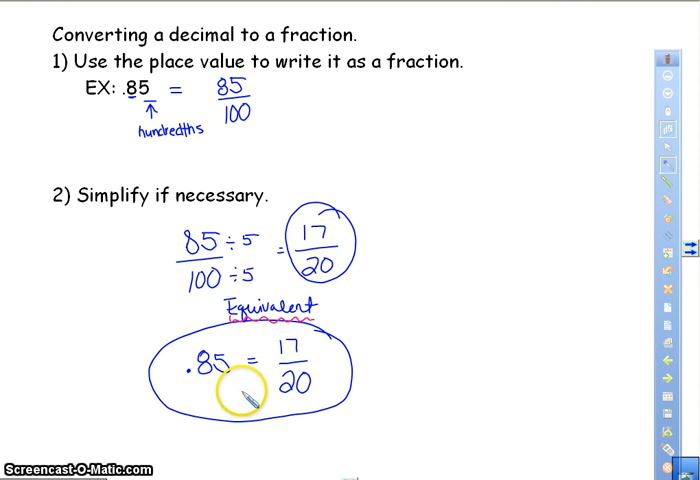 Converting a decimal to a fraction.
1) Use the place value to write it as a fraction.
EX: .85 = 85/100
hundredths
2) Simplify if necessary.
85 ÷ 5 / 100 ÷ 5 = 17/20
Equivalent
.85 = 17/20
Screencast-O-Matic.com